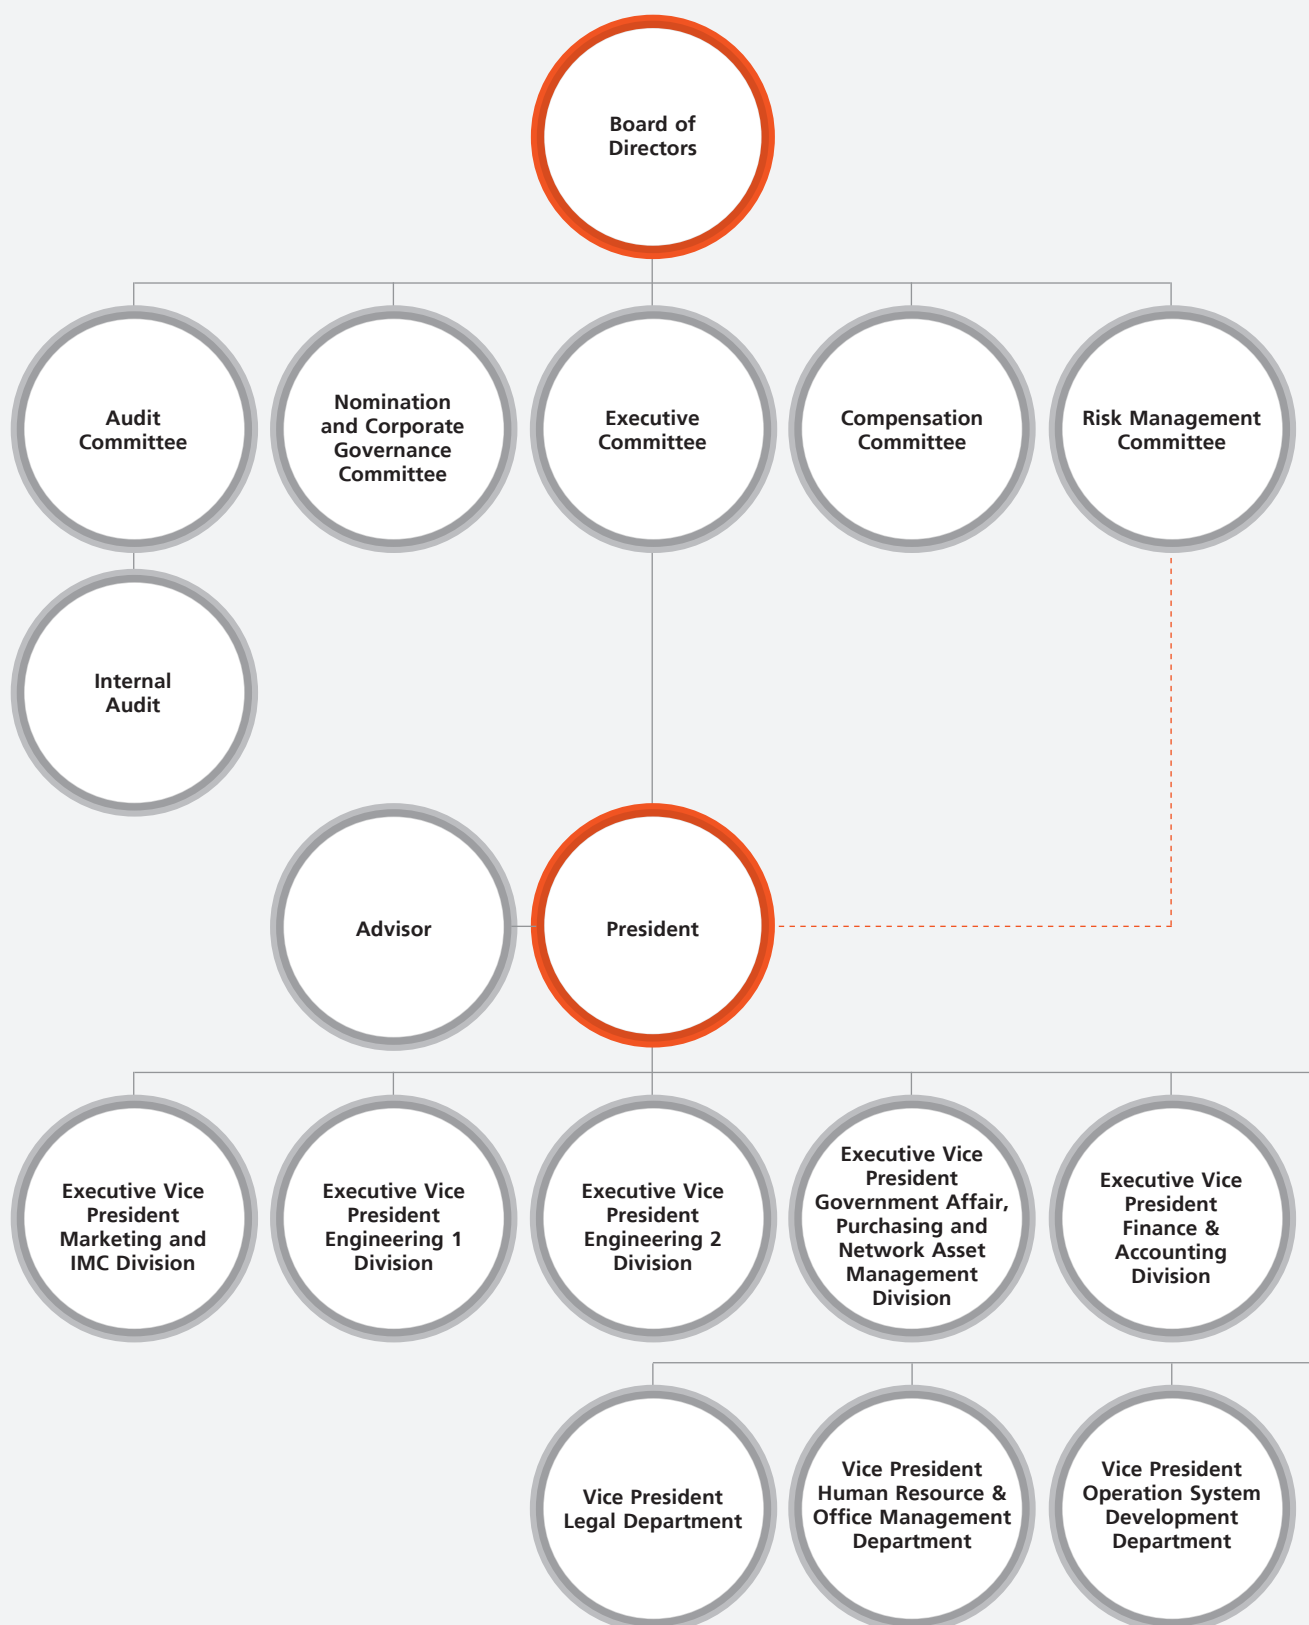 Board of
Directors
Audit
Committee
Nomination
and Corporate
Governance
Committee
Executive
Committee
Compensation
Committee
Risk Management
Committee
Internal
Audit
Advisor
President
Executive Vice
President
Marketing and
IMC Division
Executive Vice
President
Engineering 1
Division
Executive Vice
President
Engineering 2
Division
Executive Vice
President
Government Affair,
Purchasing and
Network Asset
Management
Division
Executive Vice
President
Finance &
Accounting
Division
Vice President
Legal Department
Vice President
Human Resource &
Office Management
Department
Vice President
Operation System
Development
Department